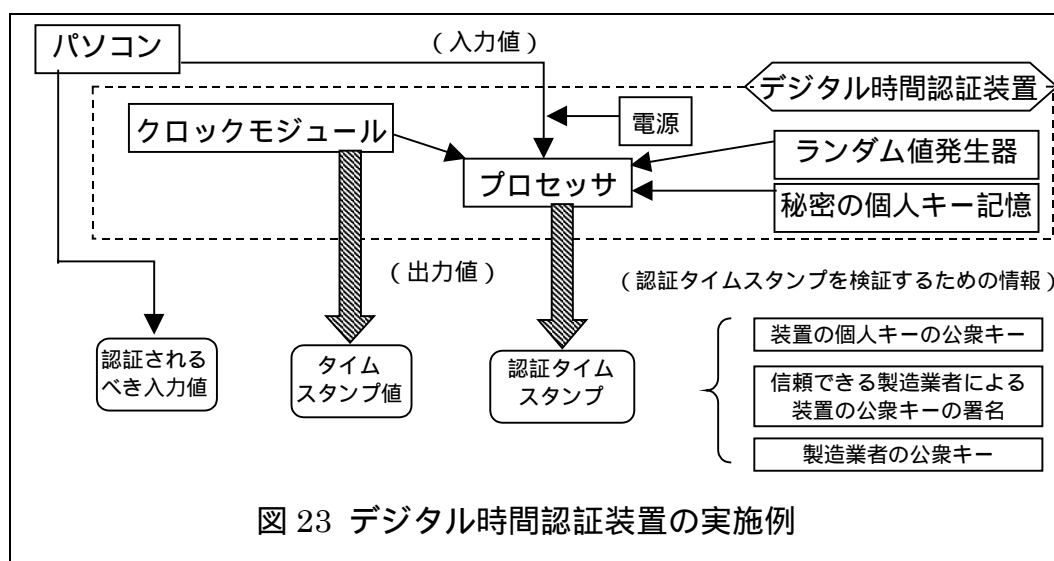 パソコン
（入力値）
デジタル時間認証装置
電源
クロックモジュール
ランダム値発生器
プロセッサ
秘密の個人キー記憶
（出力値）
（認証タイムスタンプを検証するための情報）
認証される
べき入力値
タイム
スタンプ値
認証タイム
スタンプ
装置の個人キーの公衆キー
信頼できる製造業者による
装置の公衆キーの署名
製造業者の公衆キー
図 23 デジタル時間認証装置の実施例